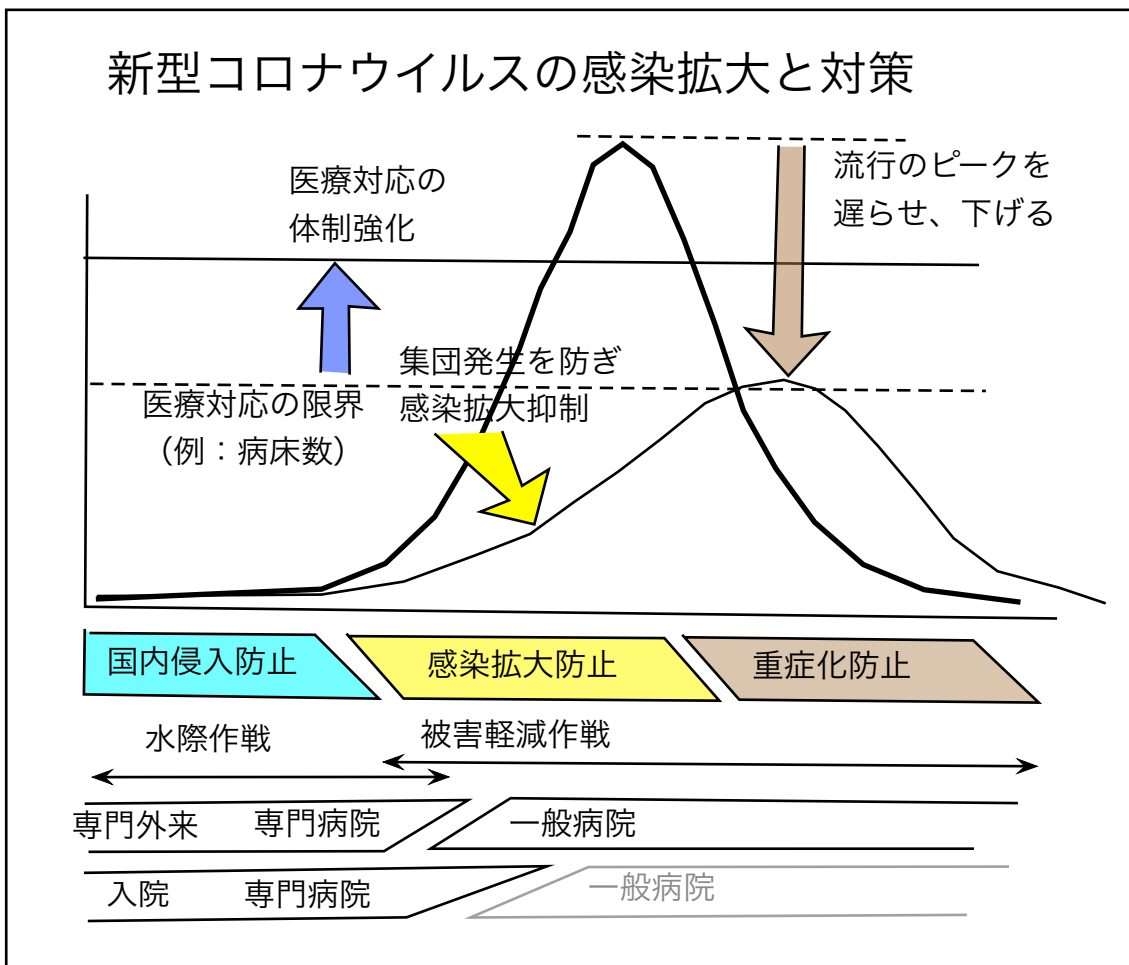 新型コロナウイルスの感染拡大と対策
医療対応の
体制強化
流行のピークを
遅らせ、下げる
集団発生を防ぎ
感染拡大抑制
医療対応の限界
（例：病床数）
国内侵入防止
感染拡大防止
重症化防止
水際作戦
被害軽減作戦
専門外来
専門病院
一般病院
入院
専門病院
一般病院